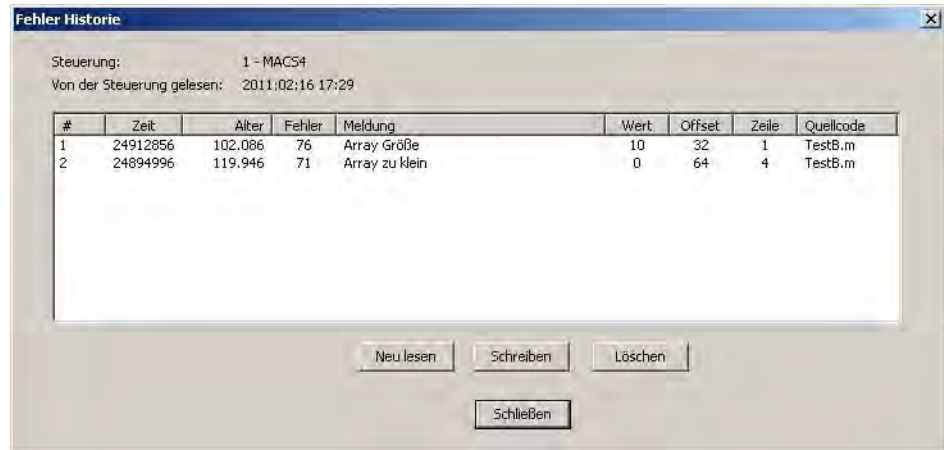 Fehler Historie
Steuerung: 1 - MACS4
Von der Steuerung gelesen: 2011:02:16 17:29
# Zeit Alter Fehler Meldung Wert Offset Zeile Quellcode
1 24912856 102.086 76 Array Größe 10 32 1 TestB.m
2 24894996 119.946 71 Array zu klein 0 64 4 TestB.m
Neu lesen Schreiben Löschen
Schließen